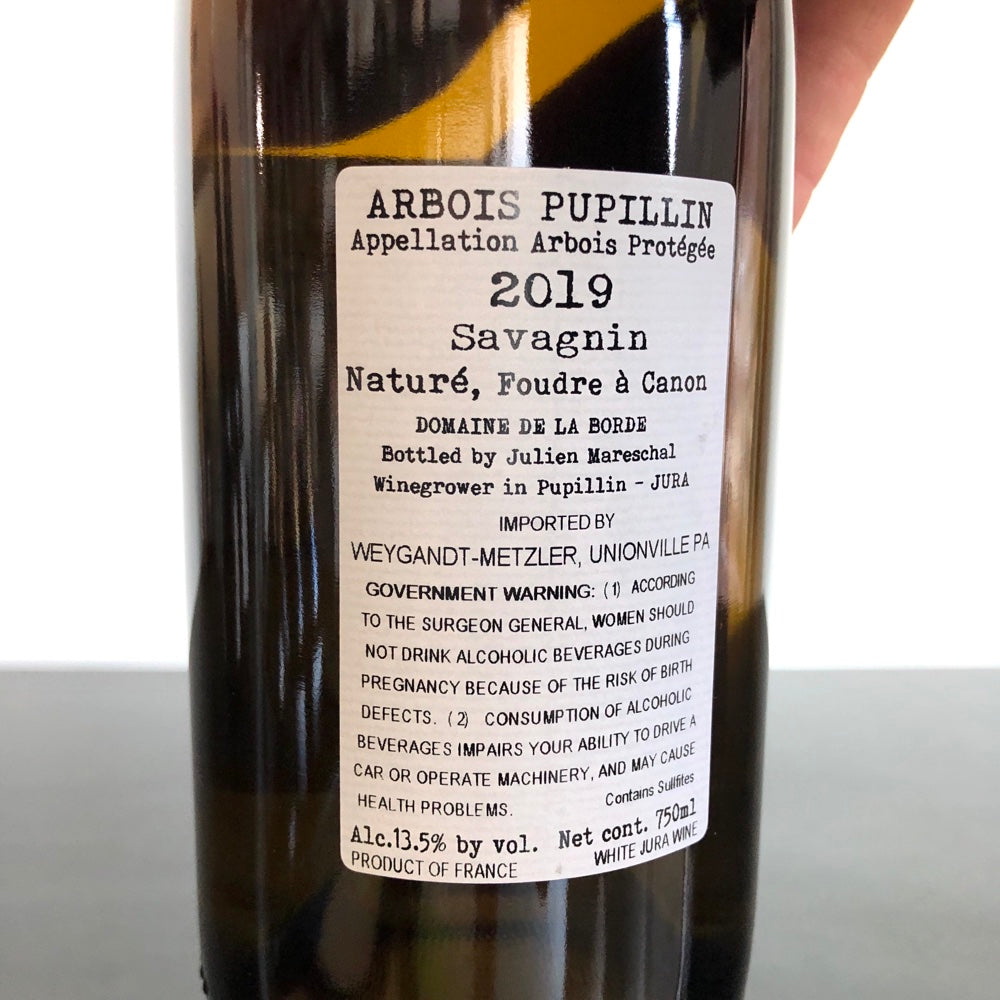 ARBOIS PUPILLIN
Appellation Arbois Protégée
2019
Savagnin
Naturé, Foudre à Canon
DOMAINE DE LA BORDE
Bottled by Julien Mareschal
Winegrower in Pupillin - JURA
IMPORTED BY
WEYGANDT-METZLER, UNIONVILLE PA
GOVERNMENT WARNING: (1) ACCORDING
TO THE SURGEON GENERAL, WOMEN SHOULD
NOT DRINK ALCOHOLIC BEVERAGES DURING
PREGNANCY BECAUSE OF THE RISK OF BIRTH
DEFECTS. (2) CONSUMPTION OF ALCOHOLIC
BEVERAGES IMPAIRS YOUR ABILITY TO DRIVE A
CAR OR OPERATE MACHINERY, AND MAY CAUSE
HEALTH PROBLEMS.
Contains Sullfites
Alc.13.5% by vol. Net cont. 750ml
PRODUCT OF FRANCE WHITE JURA WINE